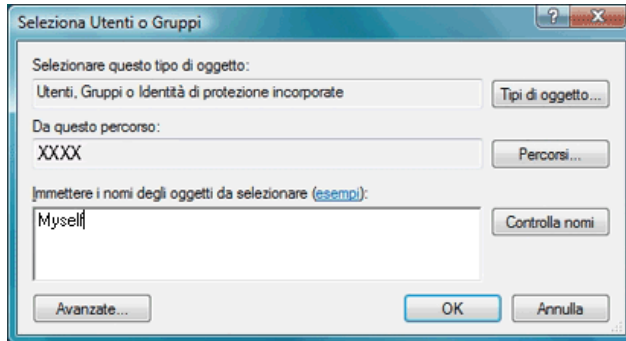 Seleziona Utenti o Gruppi
Selezionare questo tipo di oggetto:
Utenti, Gruppi o Identità di protezione incorporate
Tipi di oggetto...
Da questo percorso:
XXXX
Percorsi...
Immettere i nomi degli oggetti da selezionare (esempi):
Myself
Controlla nomi
Avanzate...
OK
Annulla